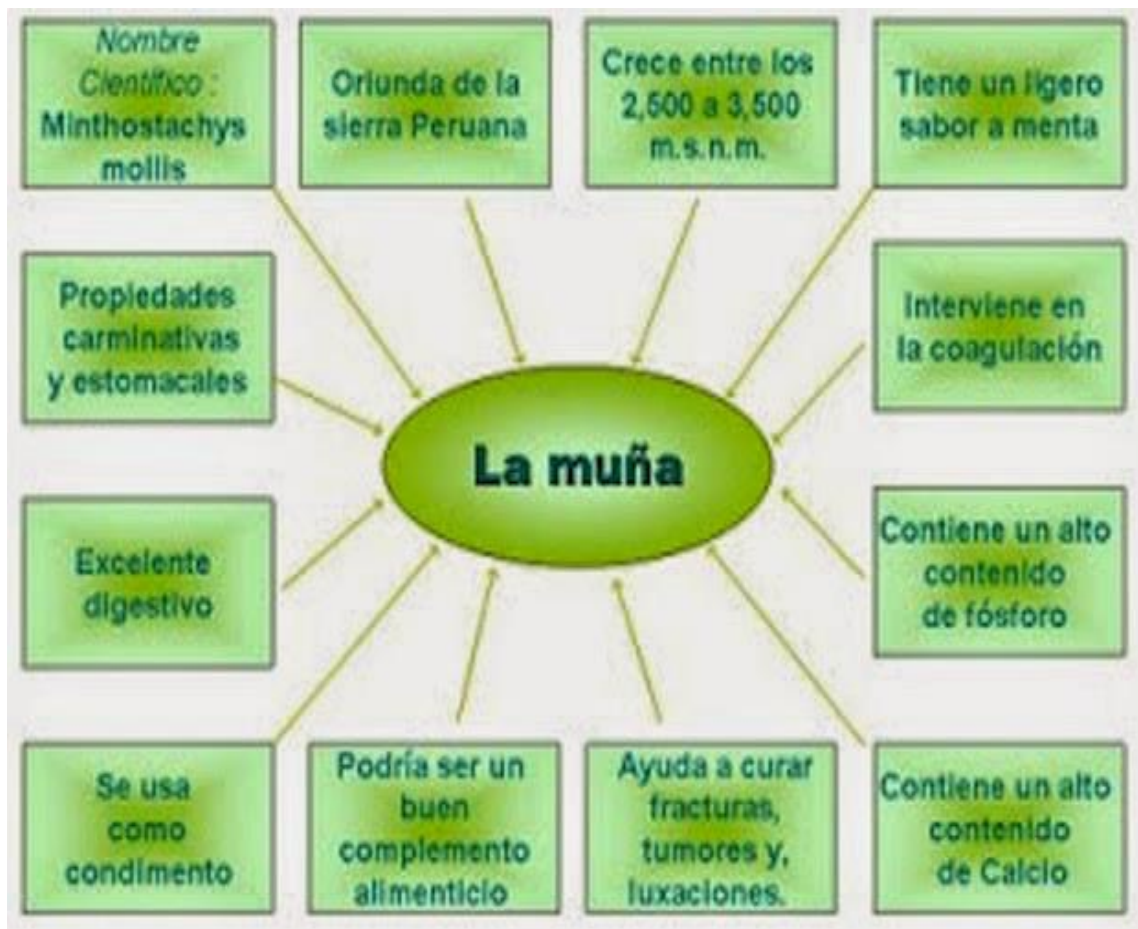 Nombre
Científico :
Minthostachys
mollis
Oriunda de la
sierra Peruana
Crece entre los
2,500 a 3,500
m.s.n.m.
Tiene un ligero
sabor a menta
Propiedades
carminativas
y estomacales
Interviene en
la coagulación
La muña
Excelente
digestivo
Contiene un alto
contenido
de fósforo
Se usa
como
condimento
Podría ser un
buen
complemento
alimenticio
Ayuda a curar
fracturas,
tumores y,
luxaciones.
Contiene un alto
contenido
de Calcio